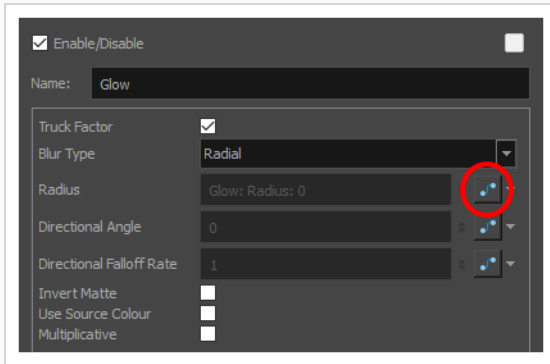 Enable/Disable
Name: Glow
Truck Factor
Blur Type Radial
Radius Glow: Radius: 0
Directional Angle 0
Directional Falloff Rate 1
Invert Matte
Use Source Colour
Multiplicative